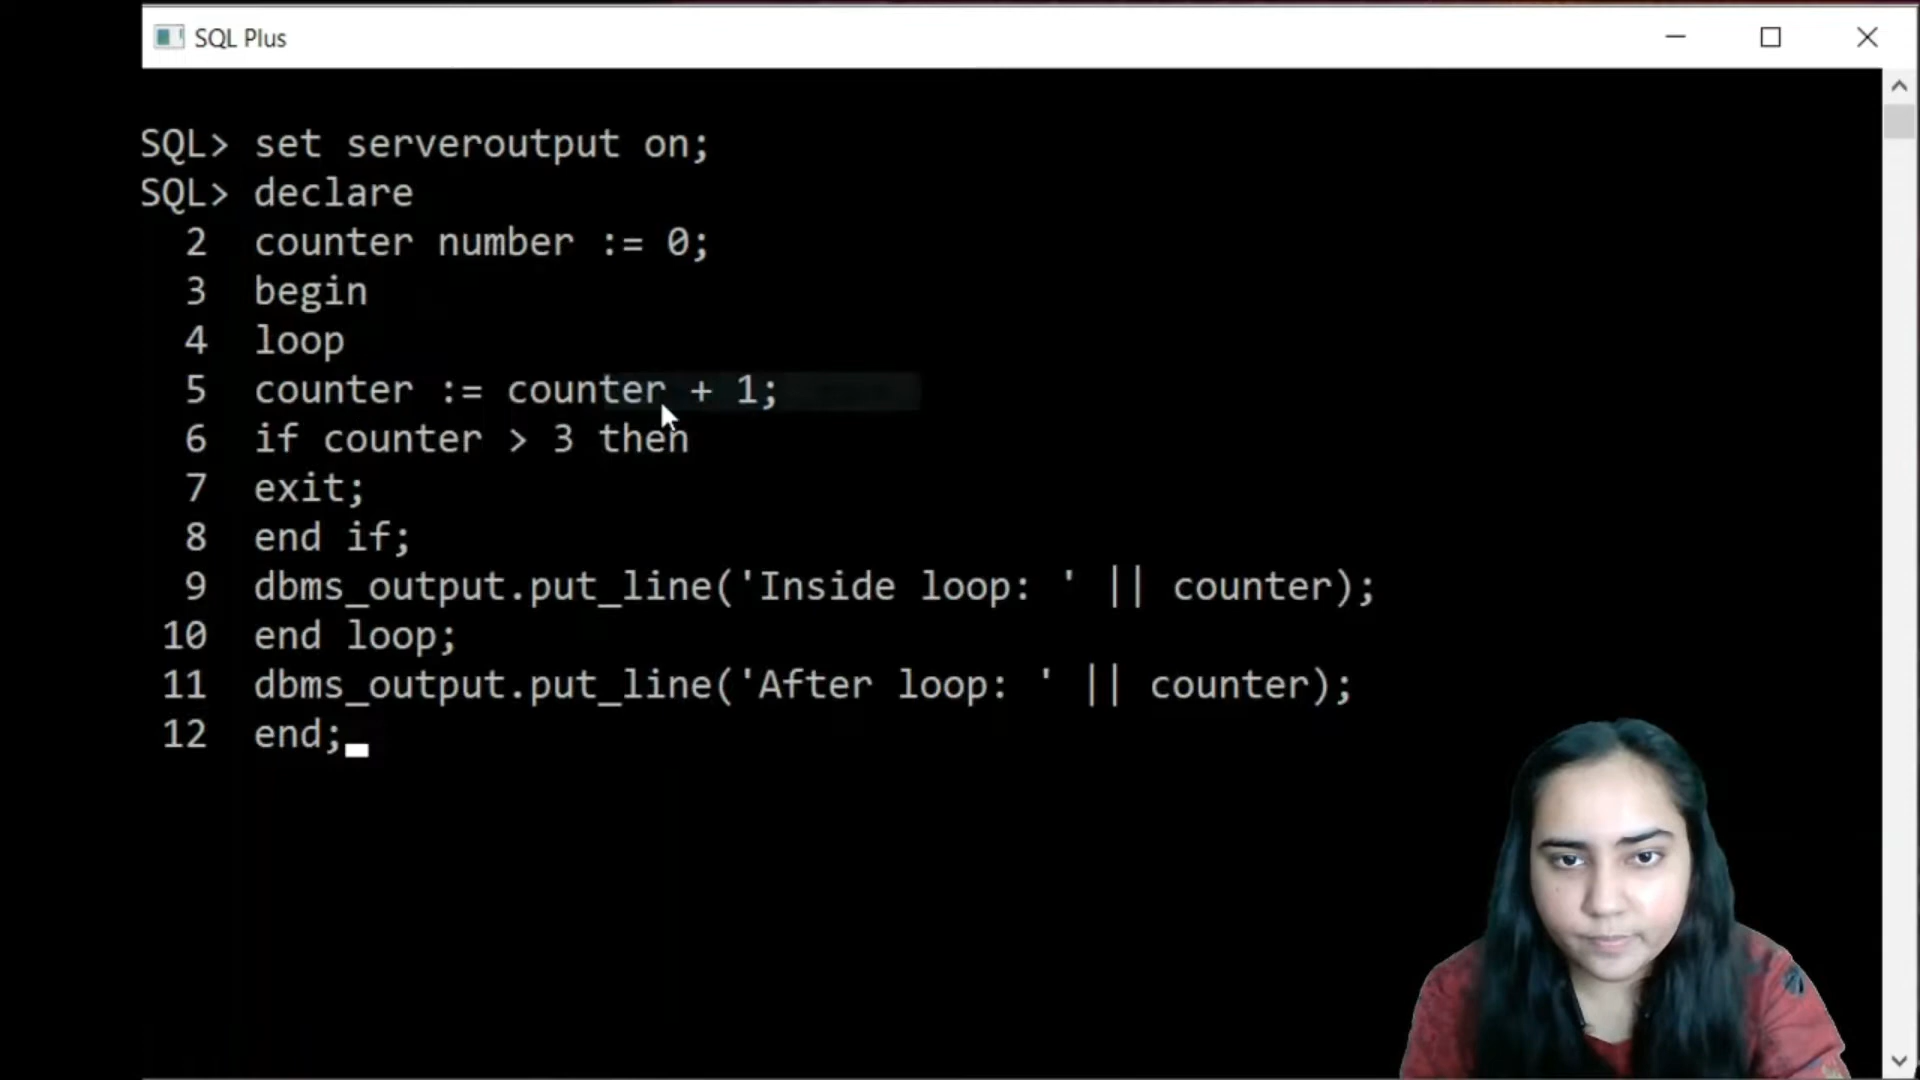 SQL Plus
SQL> set serveroutput on;
SQL> declare
2 counter number := 0;
3 begin
4 loop
5 counter := counter + 1;
6 if counter > 3 then
7 exit;
8 end if;
9 dbms_output.put_line('Inside loop: ' || counter);
10 end loop;
11 dbms_output.put_line('After loop: ' || counter);
12 end;